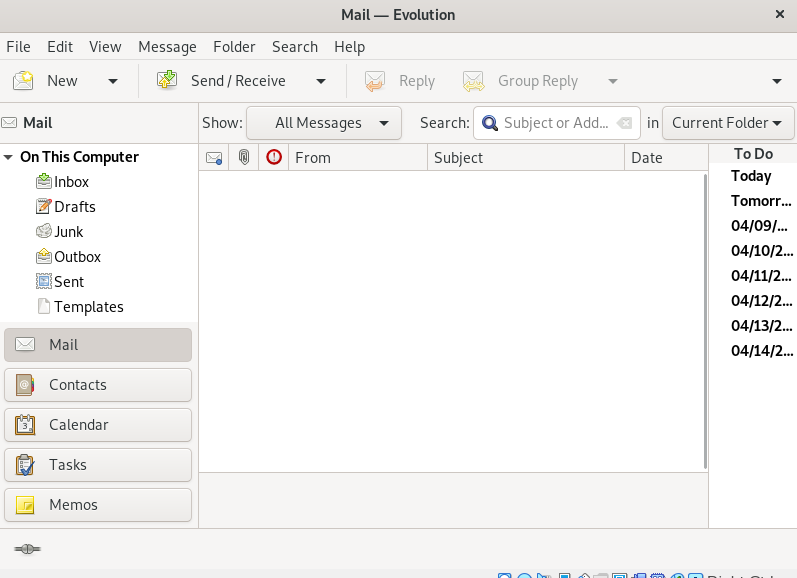 Mail — Evolution
File Edit View Message Folder Search Help
New Send / Receive Reply Group Reply
Mail Show: All Messages Search: Subject or Add... in Current Folder
On This Computer
Inbox
Drafts
Junk
Outbox
Sent
Templates
Mail
Contacts
Calendar
3
Tasks
Memos
From Subject Date
To Do
Today
Tomorr...
04/09/...
04/10/2...
04/11/2...
04/12/2...
04/13/2...
04/14/2...